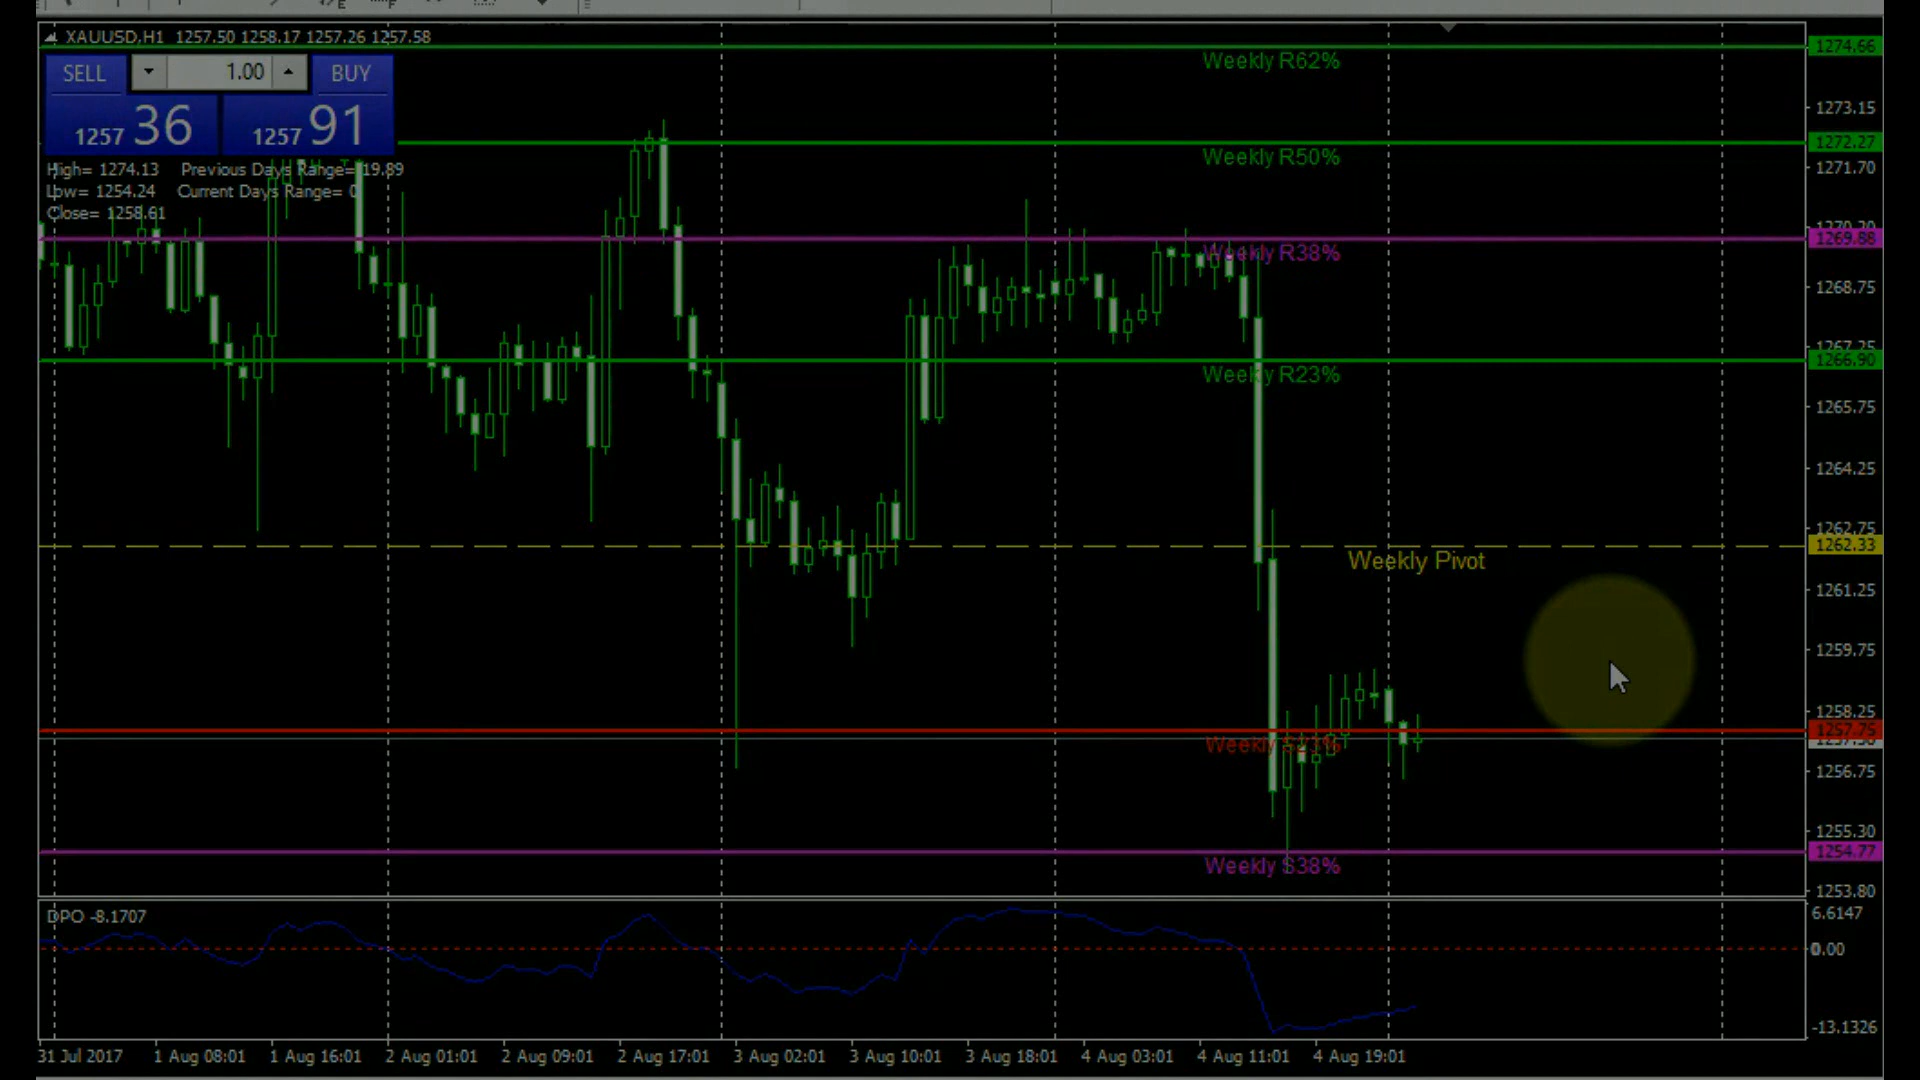 XAUUSD,H1 1257.50 1258.17 1257.26 1257.58
SELL 1.00 BUY
1257 36 1257 91
High= 1274.13 Previous Days Range= 19.89
Low= 1254.24 Current Days Range= 0
Close= 1258.61
Weekly R62%
Weekly R50%
Weekly R38%
Weekly R23%
Weekly Pivot
Weekly S23%
Weekly S38%
1274.66
1273.15
1272.27
1271.70
1269.88
1268.75
1266.90
1265.75
1264.25
1262.75
1262.33
1261.25
1259.75
1258.25
1257.75
1256.75
1255.30
1254.77
1253.80
DPO -8.1707
6.6147
0.00
-13.1326
31 Jul 2017 1 Aug 08:01 1 Aug 16:01 2 Aug 01:01 2 Aug 09:01 2 Aug 17:01 3 Aug 02:01 3 Aug 10:01 3 Aug 18:01 4 Aug 03:01 4 Aug 11:01 4 Aug 19:01